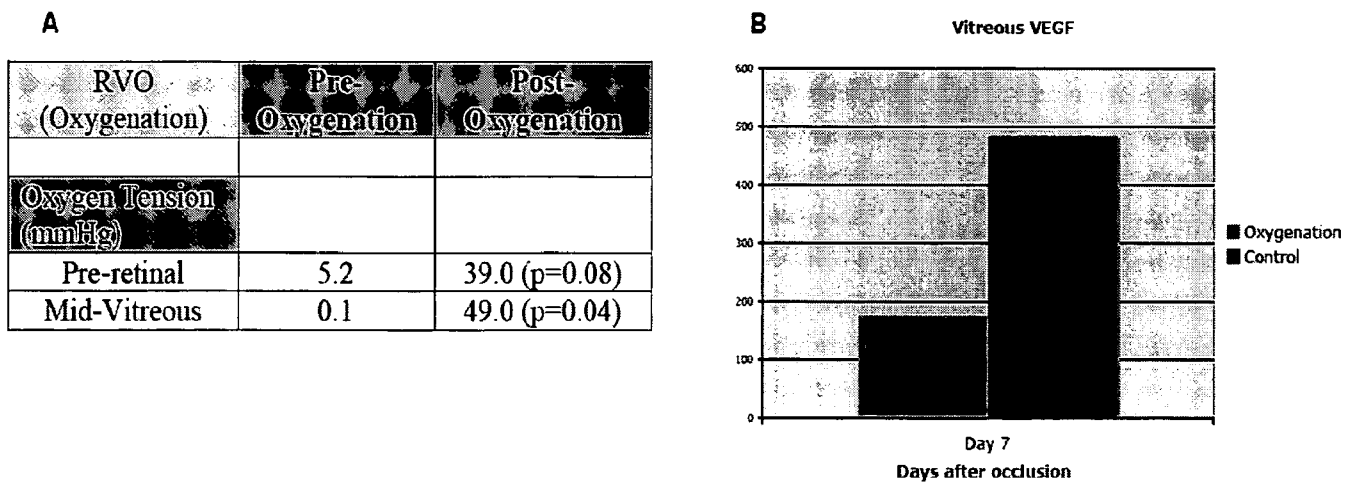 A
RVO
(Oxygenation)
Pre-
Oxygenation
Post-
Oxygenation
Oxygen Tension
(mmHg)
Pre-retinal 5.2 39.0 (p=0.08)
Mid-Vitreous 0.1 49.0 (p=0.04)
B
Vitreous VEGF
600
500
400
300
200
100
0
Day 7
Days after occlusion
Oxygenation
Control